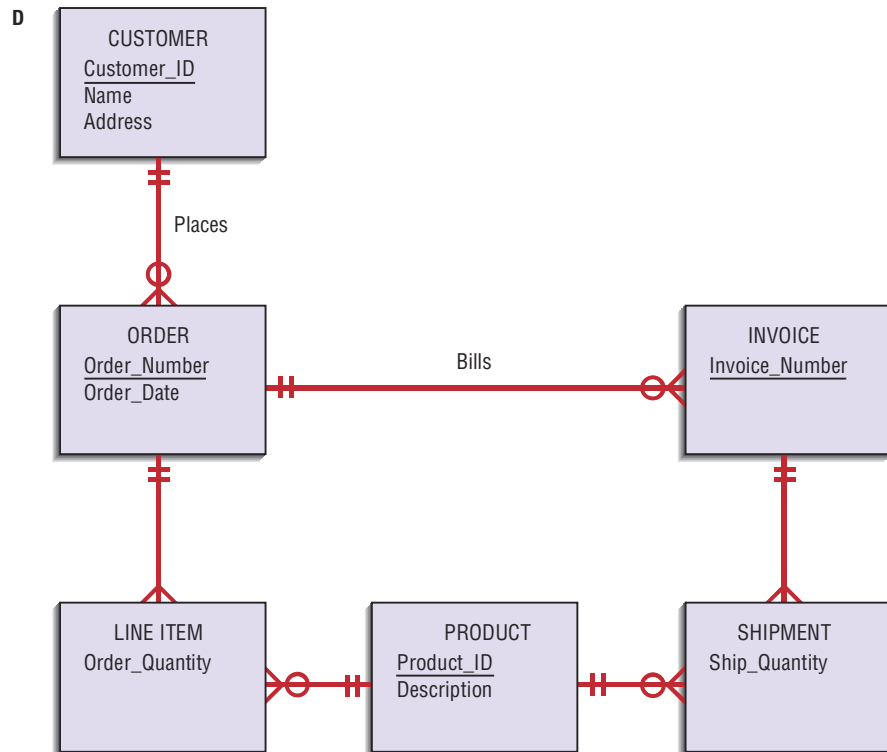 D
CUSTOMER
Customer_ID
Name
Address
Places
ORDER
Order_Number
Order_Date
Bills
INVOICE
Invoice_Number
LINE ITEM
Order_Quantity
PRODUCT
Product_ID
Description
SHIPMENT
Ship_Quantity